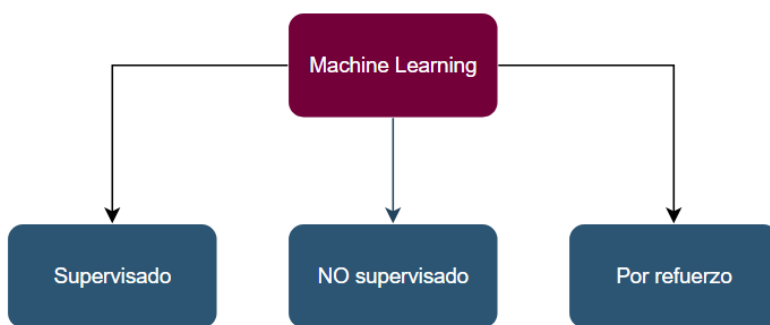 Machine Learning
Supervisado
NO supervisado
Por refuerzo